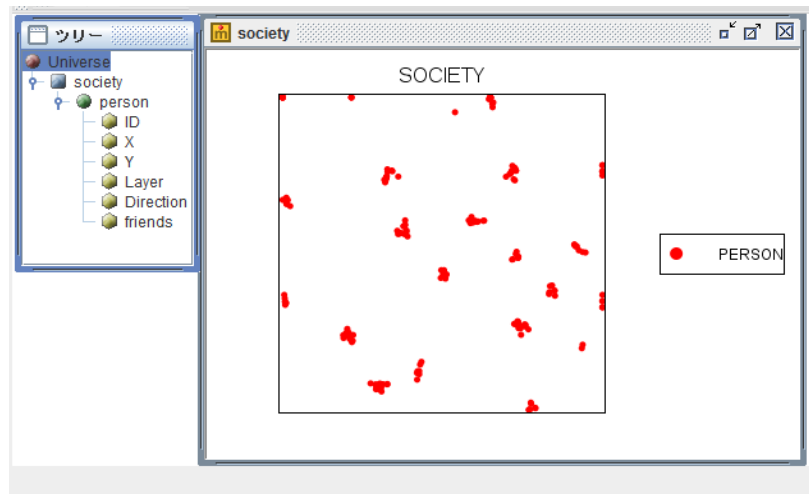 ツリー
Universe
society
person
ID
X
Y
Layer
Direction
friends
society
SOCIETY
PERSON